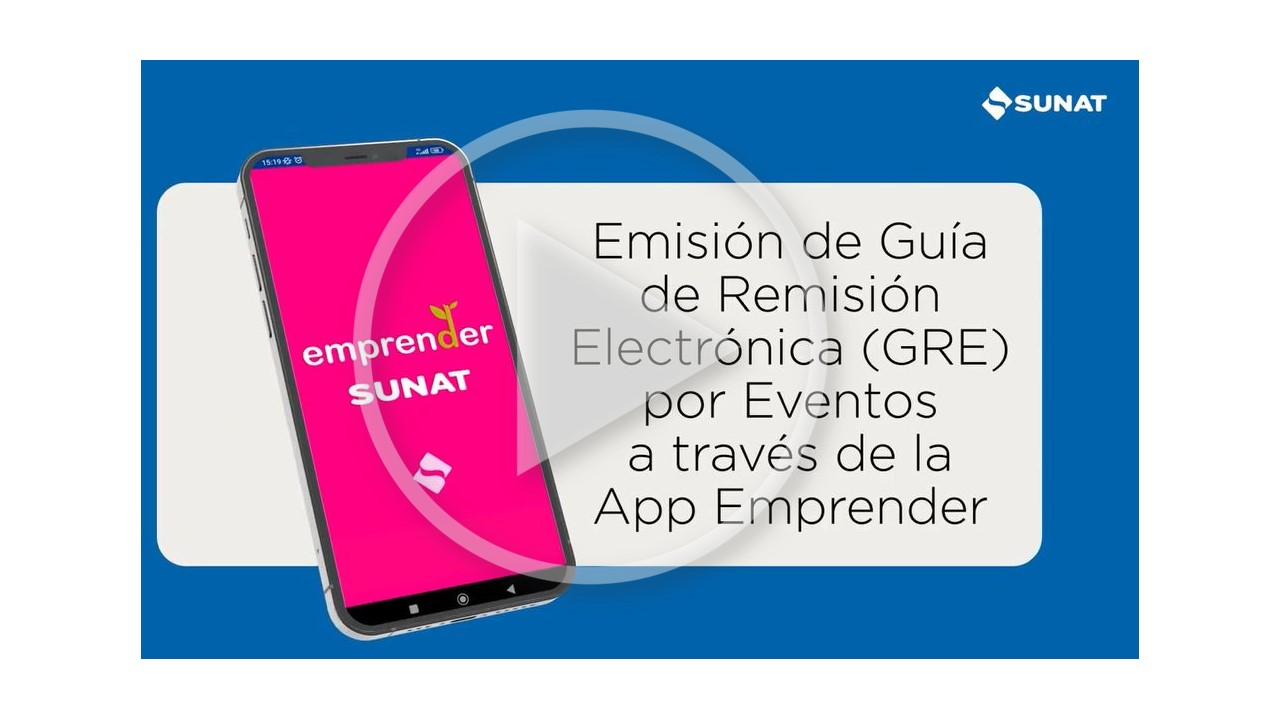 SUNAT
15:19
emprender
SUNAT
Emisión de Guía
de Remisión
Electrónica (GRE)
por Eventos
a través de la
App Emprender